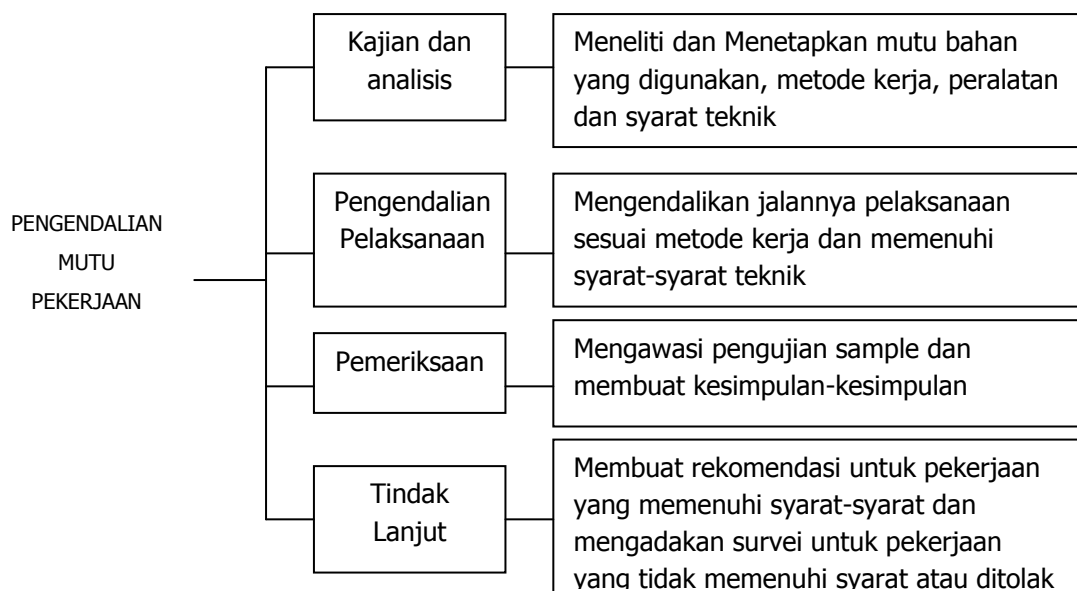 Kajian dan
analisis
Meneliti dan Menetapkan mutu bahan
yang digunakan, metode kerja, peralatan
dan syarat teknik
PENGENDALIAN
MUTU
PEKERJAAN
Pengendalian
Pelaksanaan
Mengendalikan jalannya pelaksanaan
sesuai metode kerja dan memenuhi
syarat-syarat teknik
Pemeriksaan
Mengawasi pengujian sample dan
membuat kesimpulan-kesimpulan
Tindak
Lanjut
Membuat rekomendasi untuk pekerjaan
yang memenuhi syarat-syarat dan
mengadakan survei untuk pekerjaan
yang tidak memenuhi syarat atau ditolak